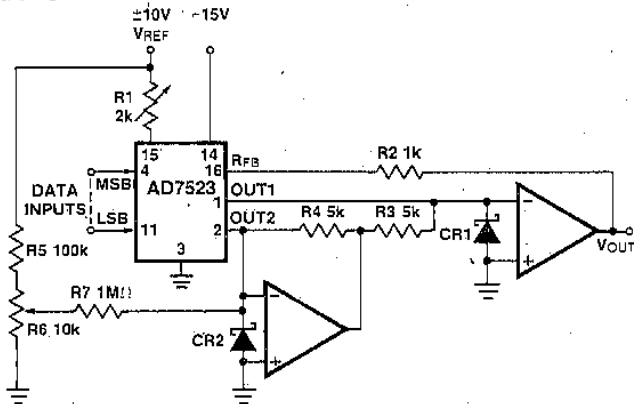 ±10V -15V
VREF
R1
2k
15 14
4 16 RFB R2 1k
MSB AD7523
DATA
INPUTS
OUT1
1
LSB
11 2 OUT2
3
R4 5k R3 5k
CR1
VOUT
R5 100k
R7 1MΩ
R6 10k
CR2